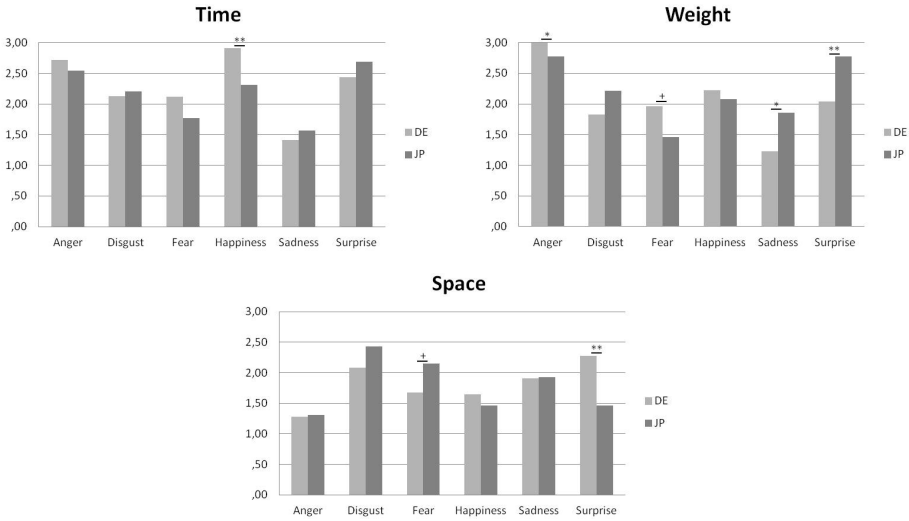 Time
3,00
2,50
2,00
1,50
1,00
,50
,00
**
Anger Disgust Fear Happiness Sadness Surprise
DE
JP
Weight
3,00
2,50
2,00
1,50
1,00
,50
,00
*
+
*
**
Anger Disgust Fear Happiness Sadness Surprise
DE
JP
Space
3,00
2,50
2,00
1,50
1,00
,50
,00
+
**
Anger Disgust Fear Happiness Sadness Surprise
DE
JP